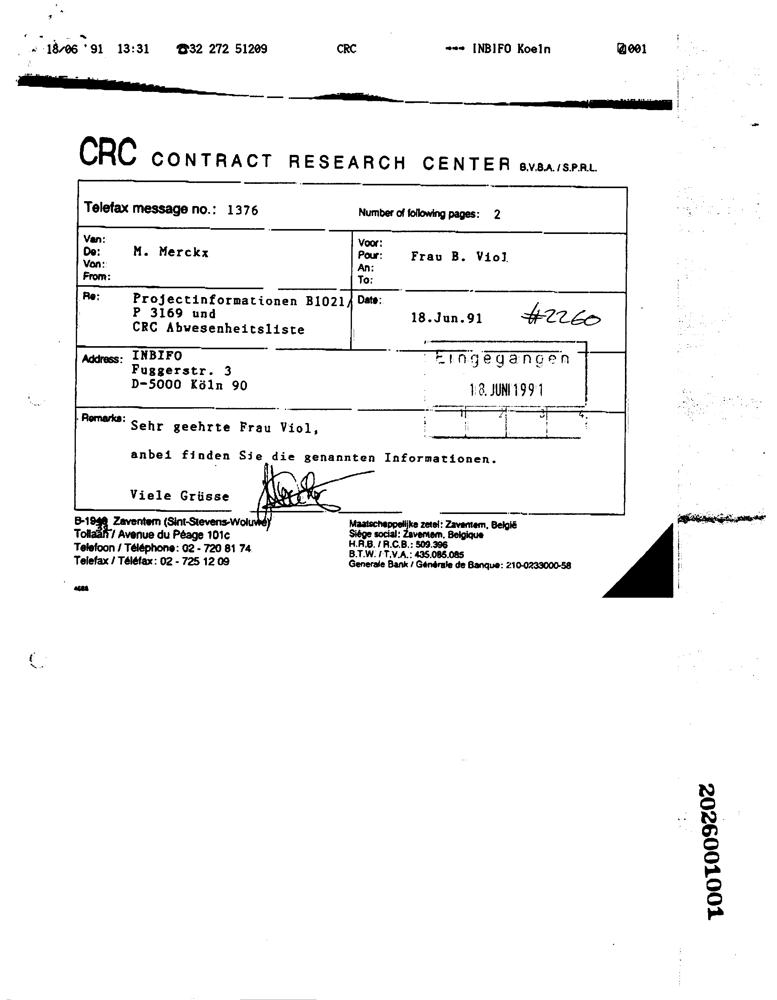 18/06 '91 13:31 ☎32 272 51209 CRC →→→ INBIFO Koeln 001
CRC CONTRACT RESEARCH CENTER B.V.B.A. / S.P.R.L.
Telefax message no.: 1376
Number of following pages: 2
Van:
De:
Von:
From:
M. Merckx
Voor:
Pour:
An:
To:
Frau B. Viol
Re:
Projectinformationen B1021/
P 3169 und
CRC Abwesenheitsliste
Date:
18.Jun.91
#2260
Address:
INBIFO
Fuggerstr. 3
D-5000 Köln 90
Eingegangen
18. JUNI 1991
1 2 3 4.
Remarks:
Sehr geehrte Frau Viol,
anbei finden Sie die genannten Informationen.
Viele Grüsse
Zaventem (Sint-Stevens-Woluwe)
Tollaan / Avenue du Péage 101c
Telefoon / Téléphone: 02 - 720 81 74
Telefax / Téléfax: 02 - 725 12 09
Maatschappelijke zetel: Zaventem, België
Siége social: Zaventem, Belgique
H.R.B. / R.C.B.: 509.396
B.T.W. / T.V.A.: 435.085.085
Generale Bank / Générale de Banque: 210-0233000-58
2026001001